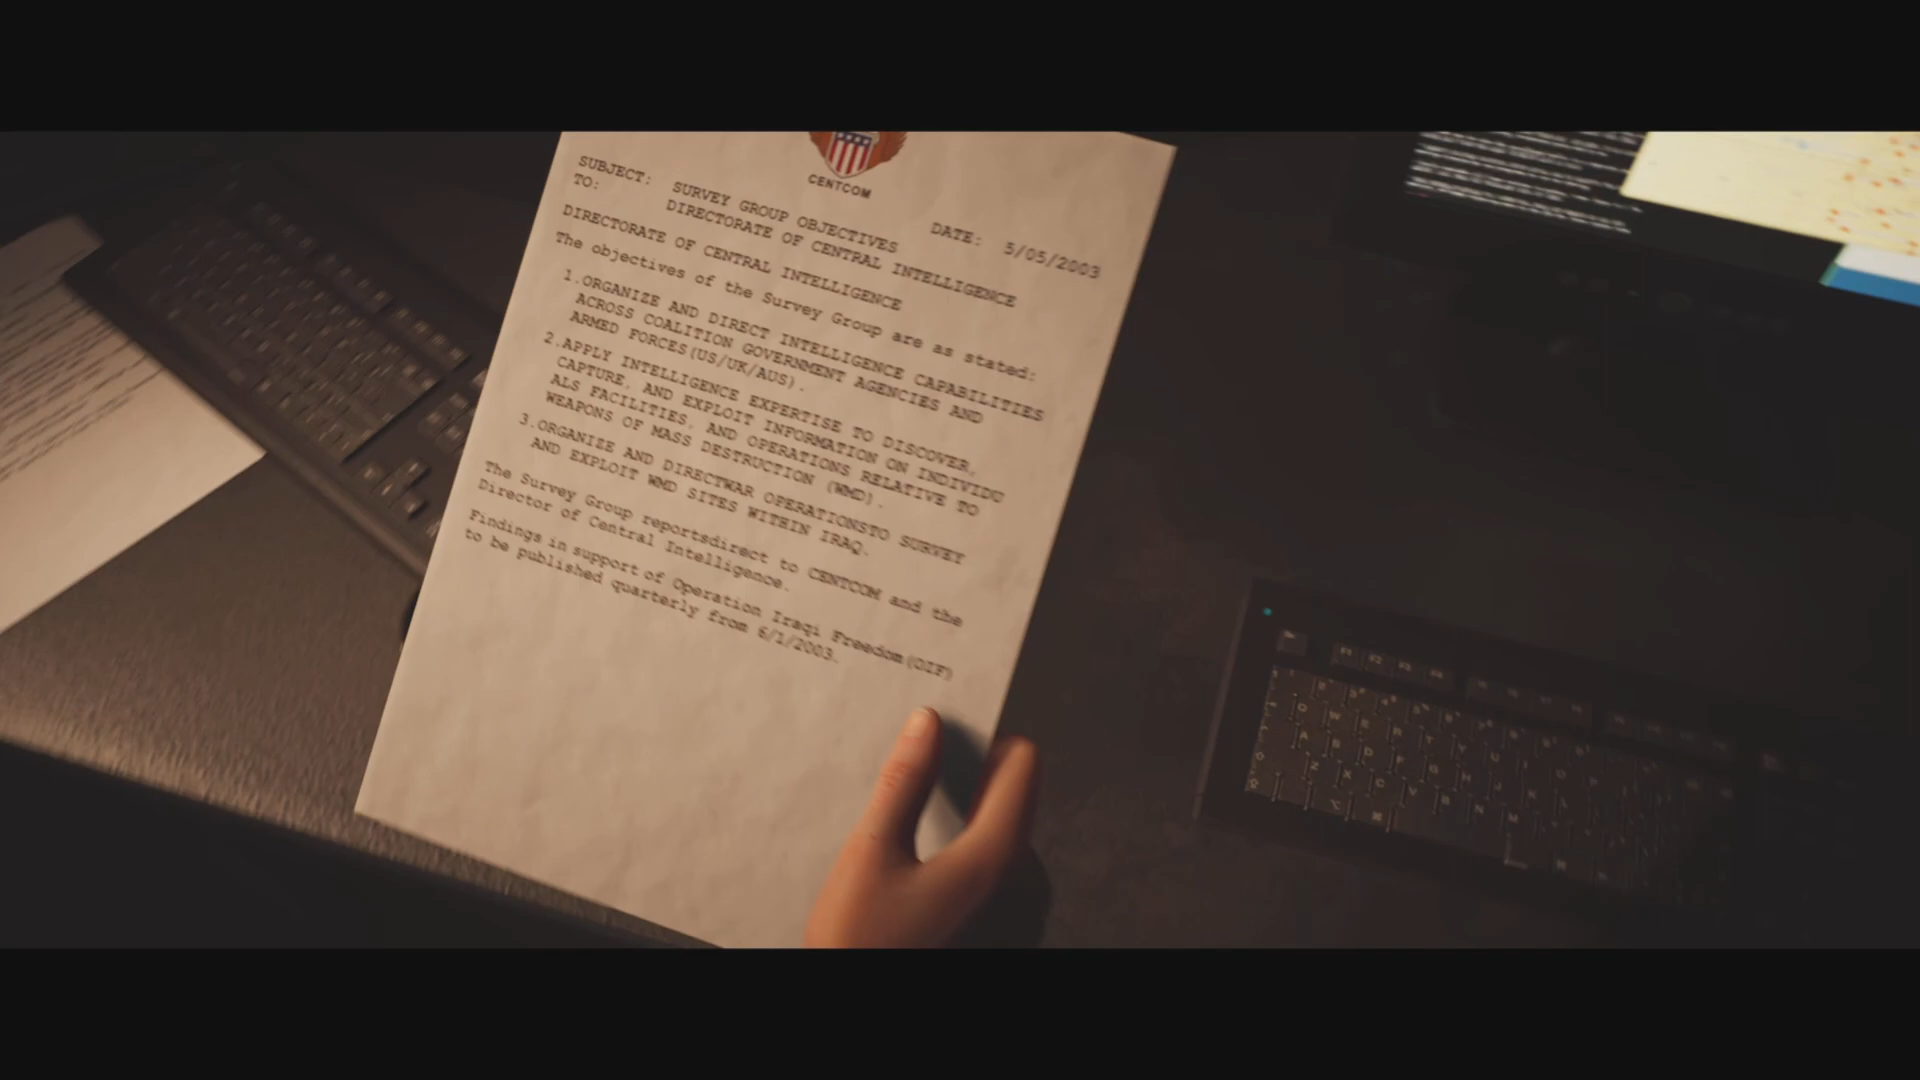 CENTCOM
SUBJECT: SURVEY GROUP OBJECTIVES DATE: 5/05/2003
TO: DIRECTORATE OF CENTRAL INTELLIGENCE
DIRECTORATE OF CENTRAL INTELLIGENCE
The objectives of the Survey Group are as stated:
1.ORGANIZE AND DIRECT INTELLIGENCE CAPABILITIES
ACROSS COALITION GOVERNMENT AGENCIES AND
ARMED FORCES(US/UK/AUS).
2.APPLY INTELLIGENCE EXPERTISE TO DISCOVER,
CAPTURE, AND EXPLOIT INFORMATION ON INDIVIDU
ALS FACILITIES, AND OPERATIONS RELATIVE TO
WEAPONS OF MASS DESTRUCTION (WMD).
3.ORGANIZE AND DIRECTWAR OPERATIONSTO SURVEY
AND EXPLOIT WMD SITES WITHIN IRAQ.
The Survey Group reportsdirect to CENTCOM and the
Director of Central Intelligence.
Findings in support of Operation Iraqi Freedom(OIF)
to be published quarterly from 6/1/2003.